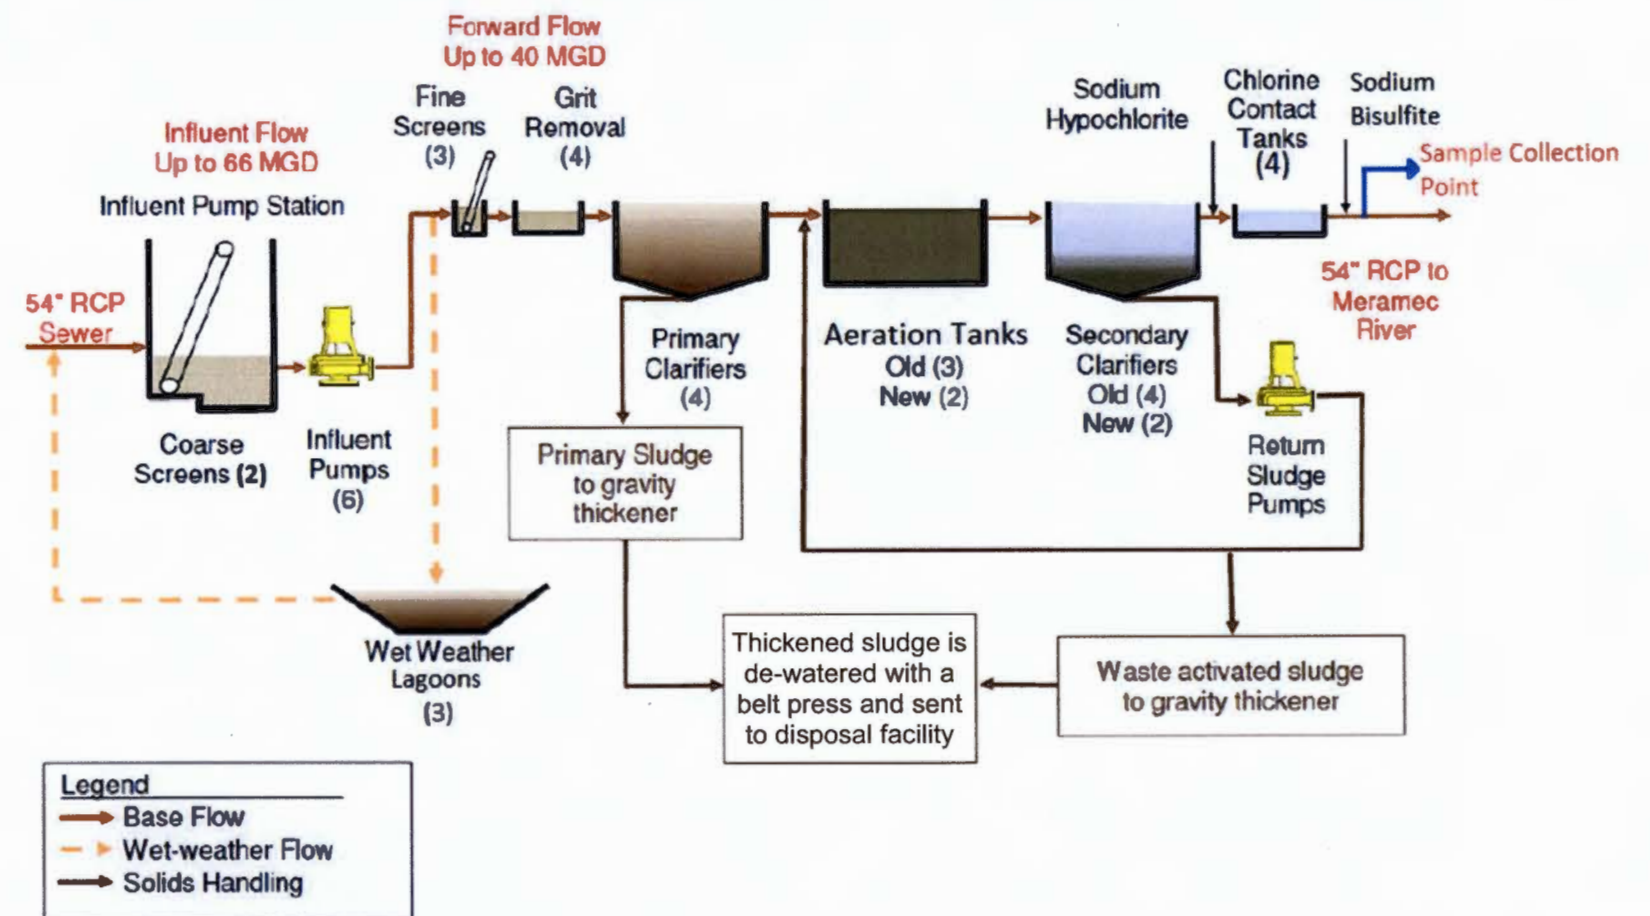 Forward Flow
Up to 40 MGD
Fine
Screens
(3)
Grit
Removal
(4)
Influent Flow
Up to 66 MGD
Influent Pump Station
Sodium
Hypochlorite
Chlorine
Contact
Tanks
(4)
Sodium
Bisulfite
Sample Collection
Point
54" RCP
Sewer
54" RCP to
Meramec
River
Coarse
Screens (2)
Influent
Pumps
(6)
Primary
Clarifiers
(4)
Aeration Tanks
Old (3)
New (2)
Secondary
Clarifiers
Old (4)
New (2)
Return
Sludge
Pumps
Primary Sludge
to gravity
thickener
Wet Weather
Lagoons
(3)
Thickened sludge is
de-watered with a
belt press and sent
to disposal facility
Waste activated sludge
to gravity thickener
Legend
Base Flow
Wet-weather Flow
Solids Handling